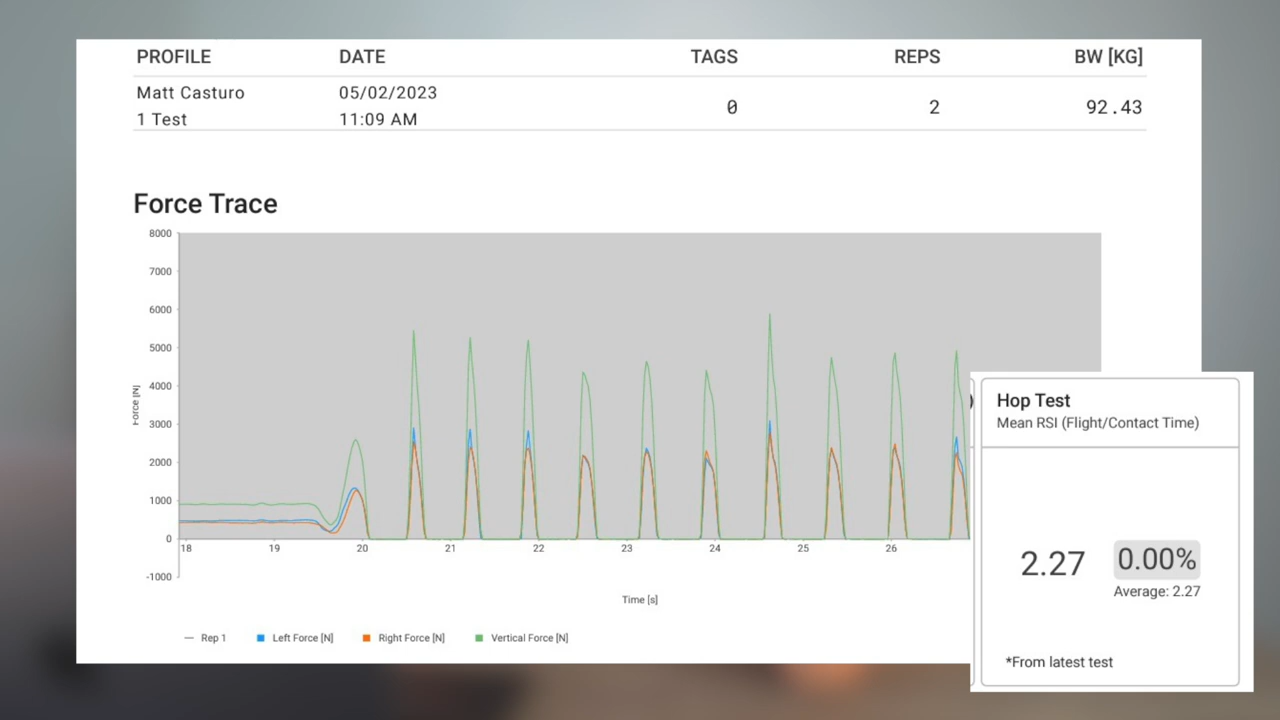 PROFILE DATE TAGS REPS BW [KG]
Matt Casturo 05/02/2023 0 2 92.43
1 Test 11:09 AM
Force Trace
8000
7000
6000
5000
4000
3000
2000
1000
0
-1000
Force [N]
18 19 20 21 22 23 24 25 26
Time [s]
Rep 1 Left Force [N] Right Force [N] Vertical Force [N]
)
Hop Test
Mean RSI (Flight/Contact Time)
2.27 0.00%
Average: 2.27
*From latest test